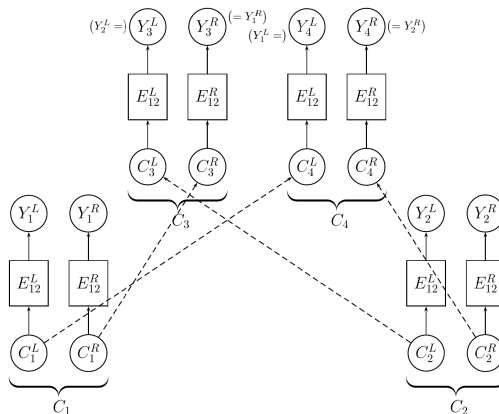 (Y_2^L =) Y_3^L Y_3^R (= Y_1^R) (Y_1^L =) Y_4^L Y_4^R (= Y_2^R)
E_{12}^L E_{12}^R E_{12}^L E_{12}^R
C_3^L C_3^R C_4^L C_4^R
C_3 C_4
Y_1^L Y_1^R Y_2^L Y_2^R
E_{12}^L E_{12}^R E_{12}^L E_{12}^R
C_1^L C_1^R C_2^L C_2^R
C_1 C_2